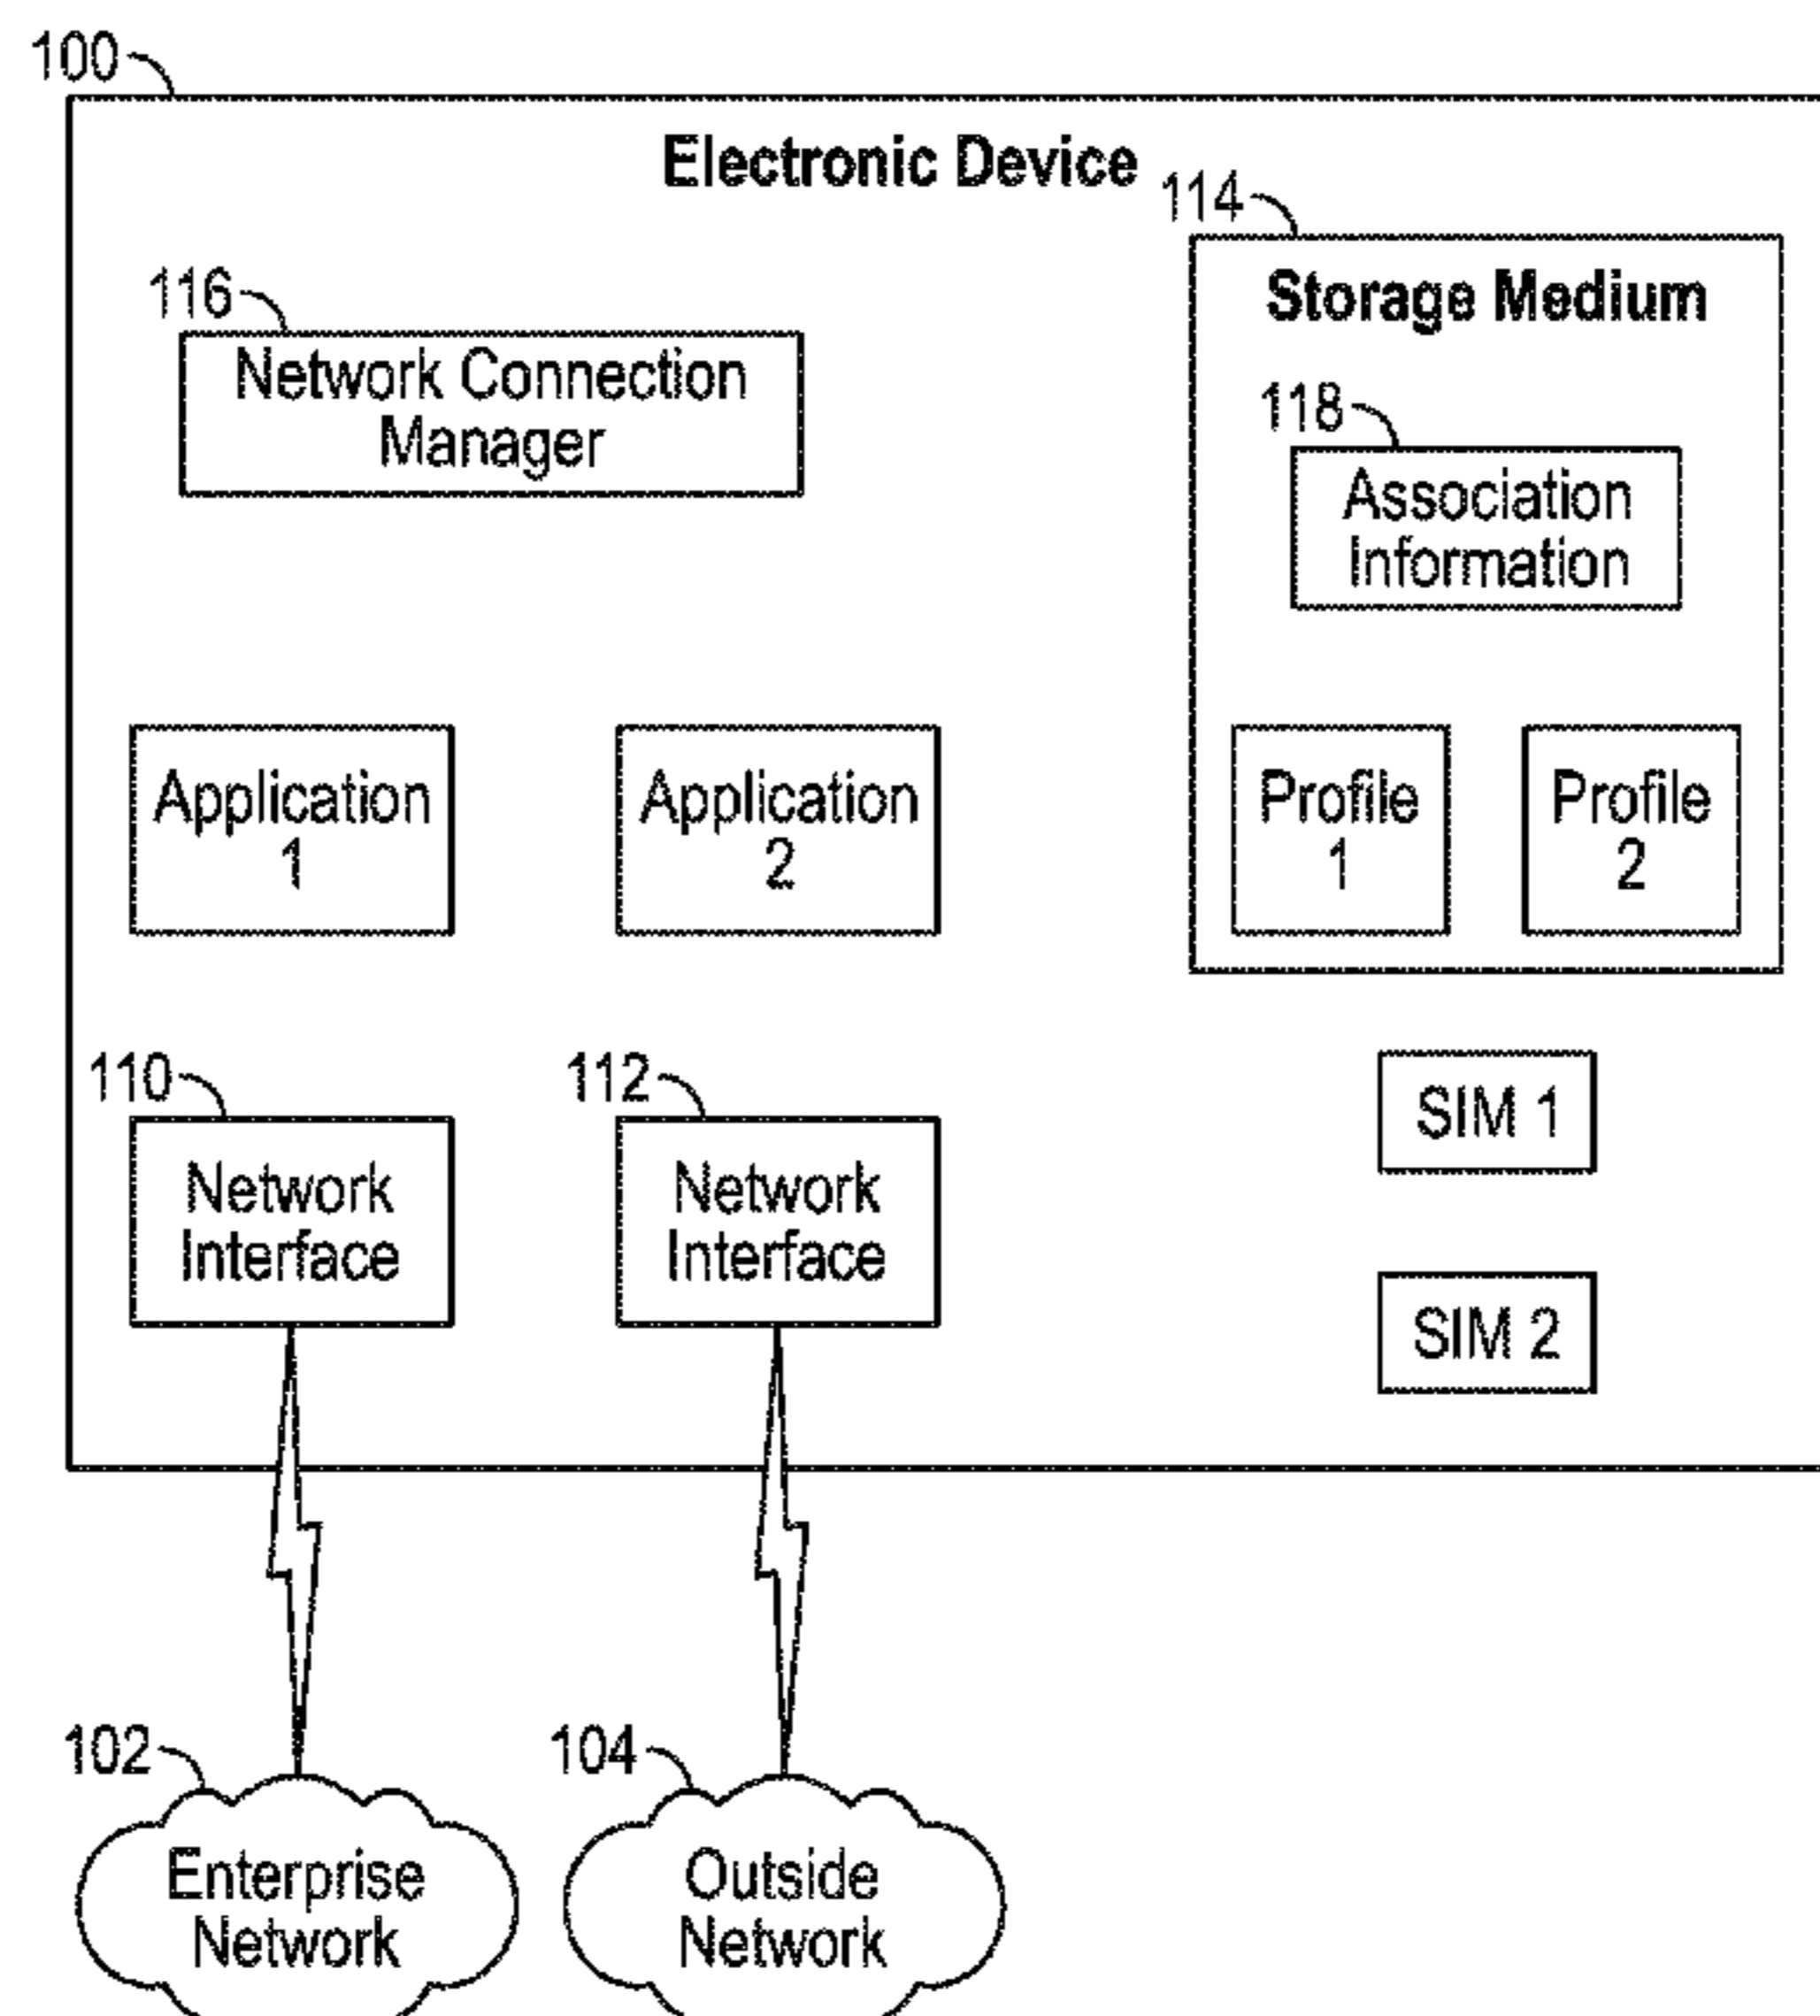 100
Electronic Device
114
Storage Medium
116
Network Connection
Manager
118
Association
Information
Application
1
Application
2
Profile
1
Profile
2
110
Network
Interface
112
Network
Interface
SIM 1
SIM 2
102
Enterprise
Network
104
Outside
Network